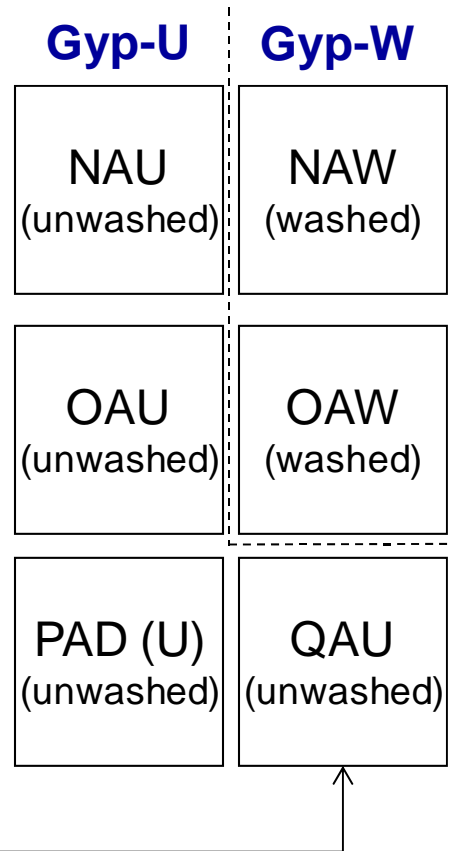 Gyp-U Gyp-W
NAU
(unwashed)
NAW
(washed)
OAU
(unwashed)
OAW
(washed)
PAD (U)
(unwashed)
QAU
(unwashed)